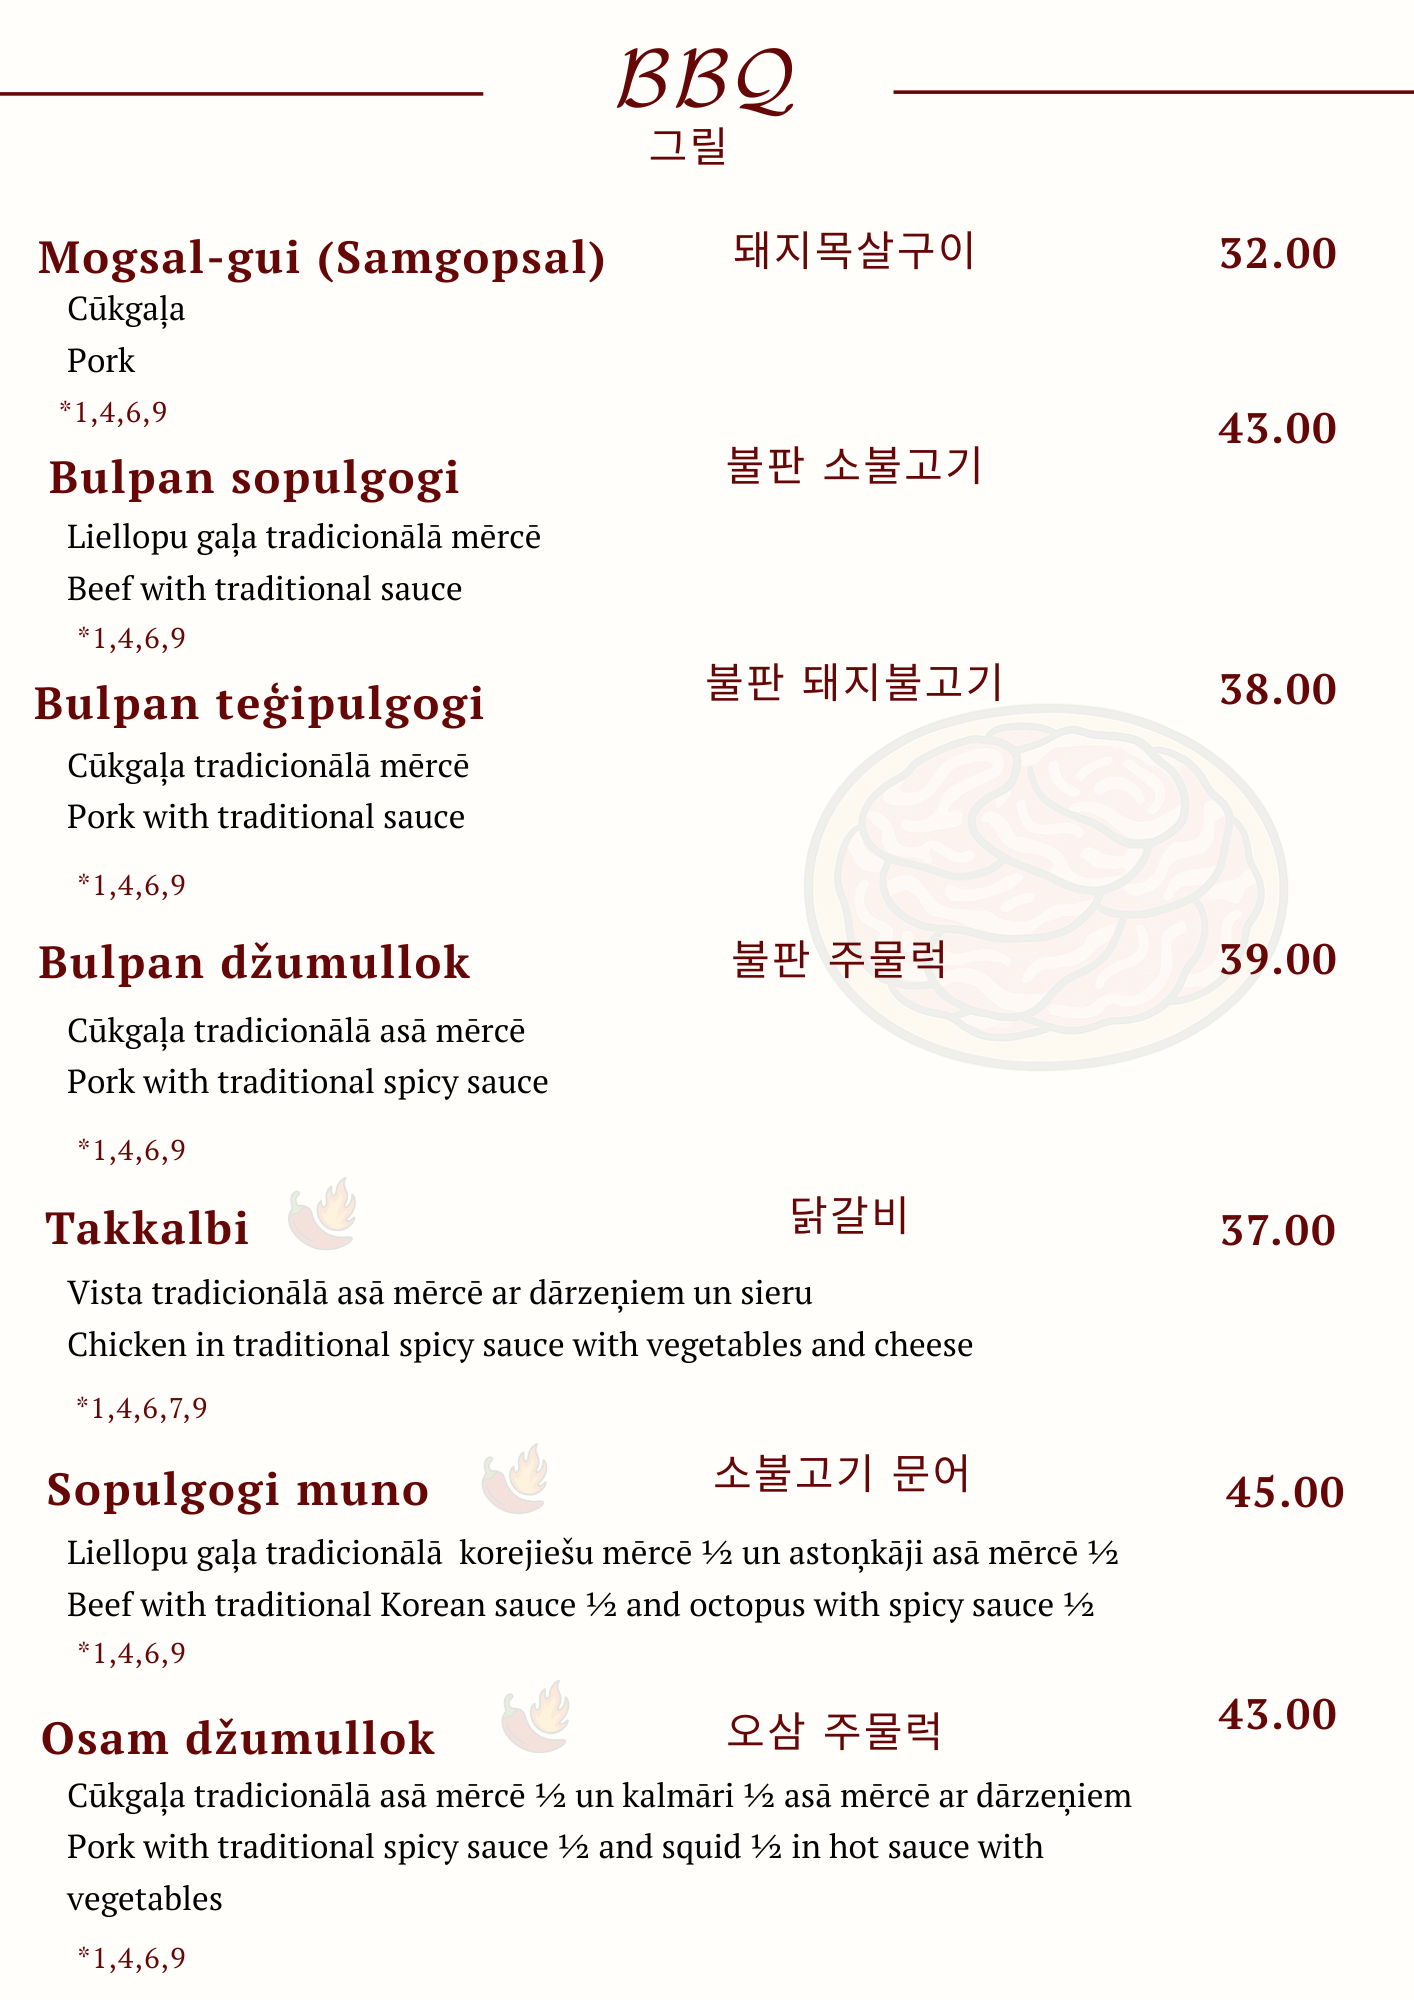 BBQ
그릴
Mogsal-gui (Samgopsal) 돼지목살구이 32.00
Cūkgaļa
Pork
*1,4,6,9
43.00
Bulpan sopulgogi 불판 소불고기
Liellopu gaļa tradicionālā mērcē
Beef with traditional sauce
*1,4,6,9
Bulpan teģipulgogi 불판 돼지불고기 38.00
Cūkgaļa tradicionālā mērcē
Pork with traditional sauce
*1,4,6,9
Bulpan džumullok 불판 주물럭 39.00
Cūkgaļa tradicionālā asā mērcē
Pork with traditional spicy sauce
*1,4,6,9
Takkalbi 닭갈비 37.00
Vista tradicionālā asā mērcē ar dārzeņiem un sieru
Chicken in traditional spicy sauce with vegetables and cheese
*1,4,6,7,9
Sopulgogi muno 소불고기 문어 45.00
Liellopu gaļa tradicionālā korejiešu mērcē ½ un astoņkāji asā mērcē ½
Beef with traditional Korean sauce ½ and octopus with spicy sauce ½
*1,4,6,9
Osam džumullok 오삼 주물럭 43.00
Cūkgaļa tradicionālā asā mērcē ½ un kalmāri ½ asā mērcē ar dārzeņiem
Pork with traditional spicy sauce ½ and squid ½ in hot sauce with
vegetables
*1,4,6,9